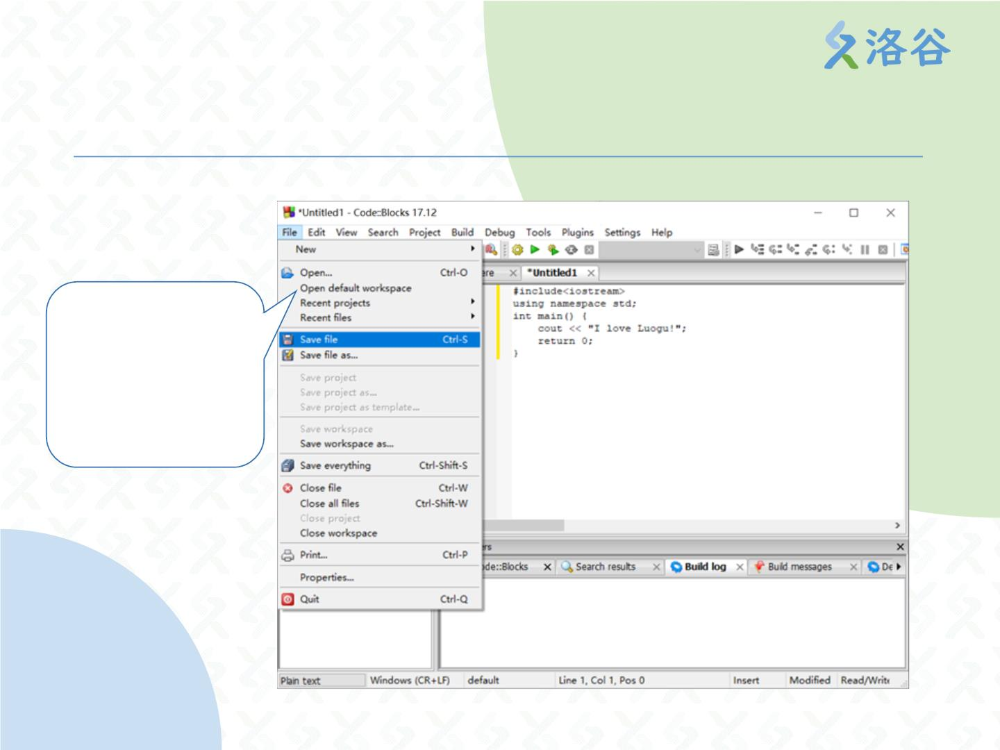 洛谷
*Untitled1 - Code::Blocks 17.12
File Edit View Search Project Build Debug Tools Plugins Settings Help
New
Open... Ctrl-O
Open default workspace
Recent projects
Recent files
Save file Ctrl-S
Save file as...
Save project
Save project as...
Save project as template...
Save workspace
Save workspace as...
Save everything Ctrl-Shift-S
Close file Ctrl-W
Close all files Ctrl-Shift-W
Close project
Close workspace
Print... Ctrl-P
Properties...
Quit Ctrl-Q
ere *Untitled1
#include<iostream>
using namespace std;
int main() {
cout << "I love Luogu!";
return 0;
}
rs
ode::Blocks Search results Build log Build messages De
Plain text Windows (CR+LF) default Line 1, Col 1, Pos 0 Insert Modified Read/Write